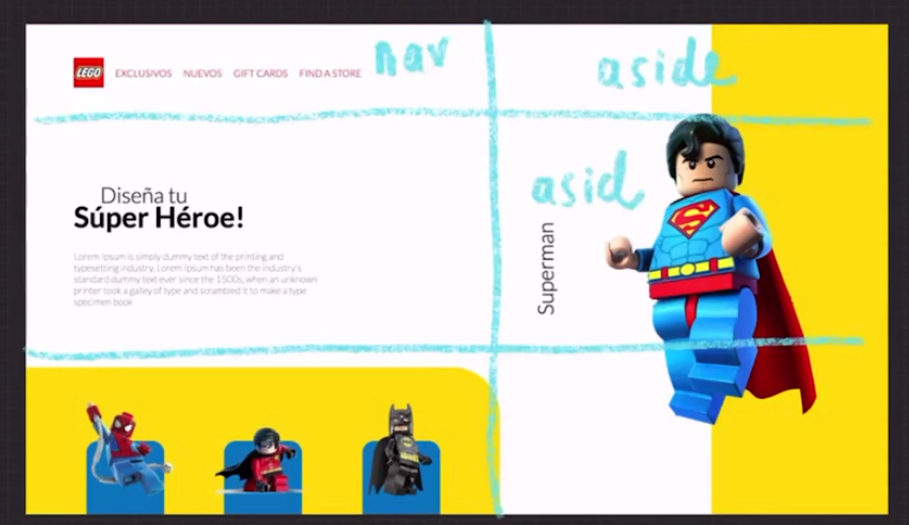 LEGO EXCLUSIVOS NUEVOS GIFT CARDS FIND A STORE nav
aside
asid
Diseña tu
Súper Héroe!
Lorem Ipsum is simply dummy text of the printing and
typesetting industry. Lorem Ipsum has been the industry's
standard dummy text ever since the 1500s, when an unknown
printer took a galley of type and scrambled it to make a type
specimen book
Superman
S